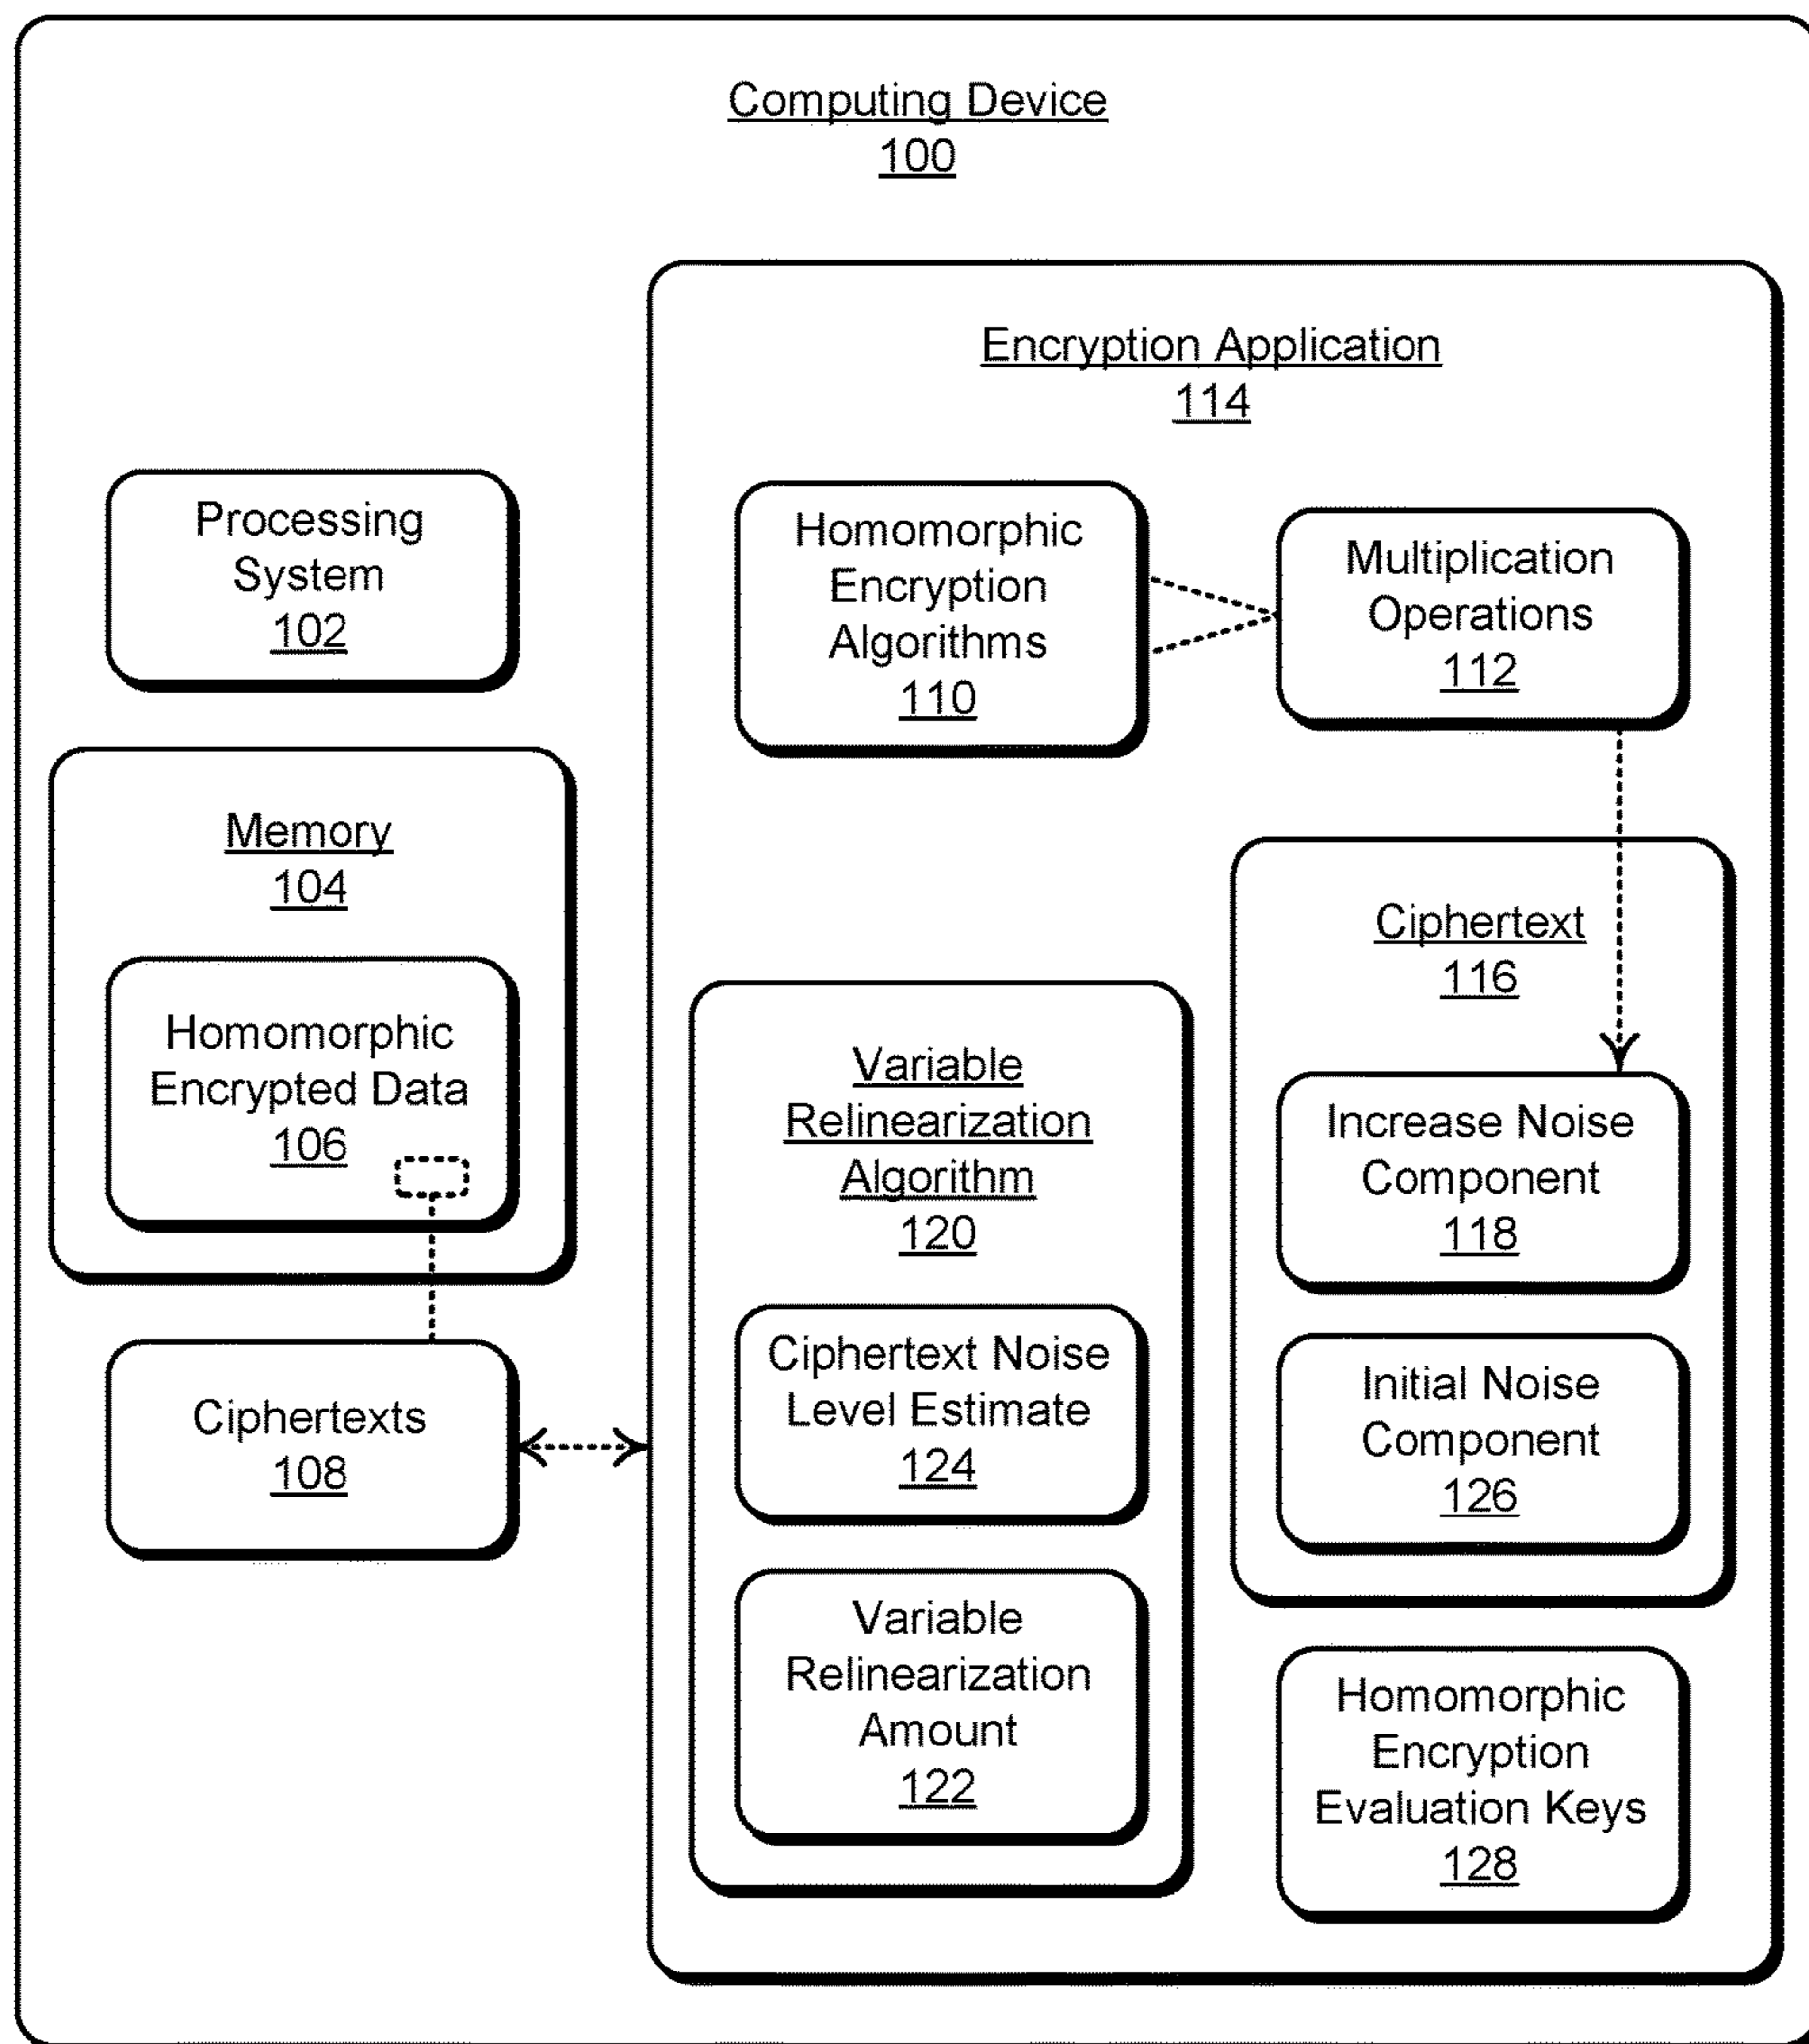 Computing Device
100
Encryption Application
114
Processing
System
102
Homomorphic
Encryption
Algorithms
110
Multiplication
Operations
112
Memory
104
Homomorphic
Encrypted Data
106
Ciphertexts
108
Variable
Relinearization
Algorithm
120
Ciphertext Noise
Level Estimate
124
Variable
Relinearization
Amount
122
Ciphertext
116
Increase Noise
Component
118
Initial Noise
Component
126
Homomorphic
Encryption
Evaluation Keys
128